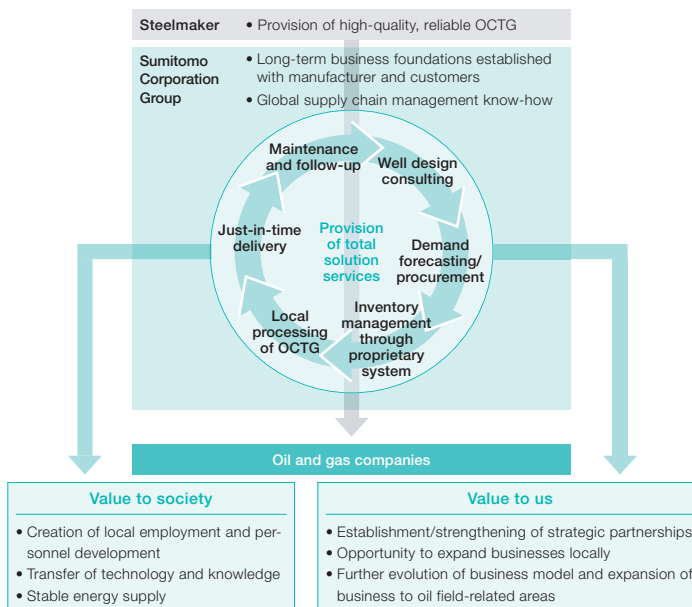 Steelmaker
• Provision of high-quality, reliable OCTG
Sumitomo
Corporation
Group
• Long-term business foundations established
with manufacturer and customers
• Global supply chain management know-how
Maintenance
and follow-up
Well design
consulting
Just-in-time
delivery
Provision
of total
solution
services
Demand
forecasting/
procurement
Local
processing
of OCTG
Inventory
management
through
proprietary
system
Oil and gas companies
Value to society
• Creation of local employment and per-
sonnel development
• Transfer of technology and knowledge
• Stable energy supply
Value to us
• Establishment/strengthening of strategic partnerships
• Opportunity to expand businesses locally
• Further evolution of business model and expansion of
business to oil field-related areas